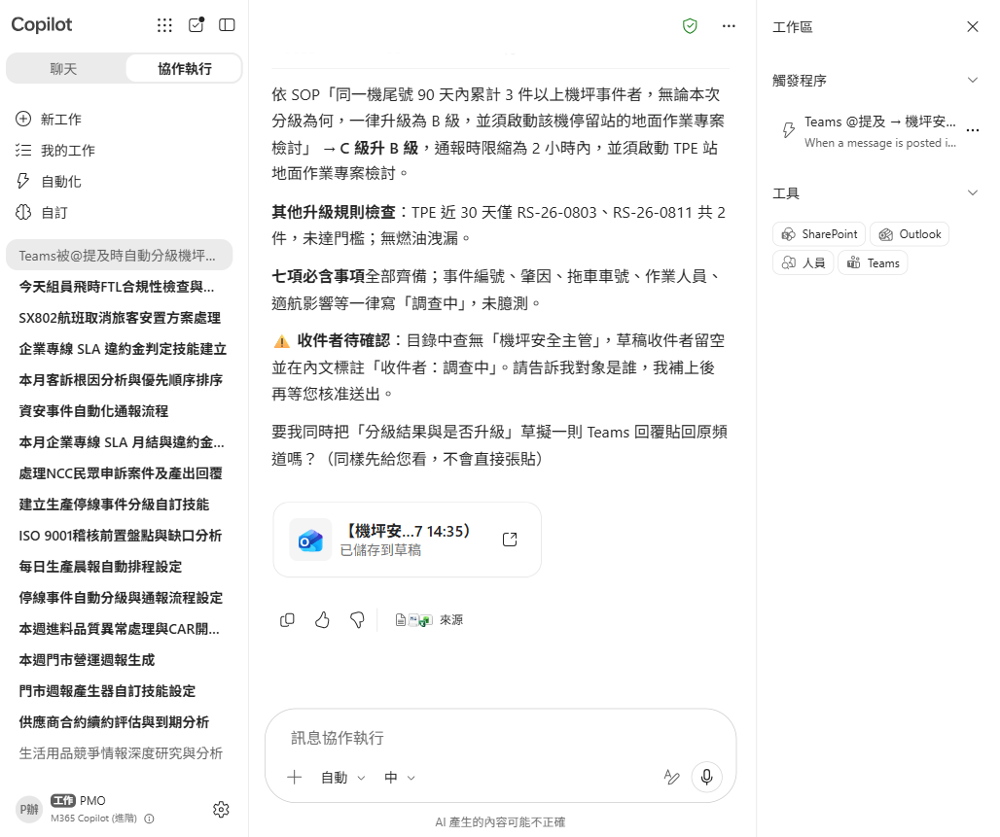 Copilot
聊天
協作執行
新工作
我的工作
自動化
自訂
Teams被@提及時自動分級機坪...
今天組員飛時FTL合規性檢查與...
SX802航班取消旅客安置方案處理
企業專線 SLA 違約金判定技能建立
本月客訴根因分析與優先順序排序
資安事件自動化通報流程
本月企業專線 SLA 月結與違約金...
處理NCC民眾申訴案件及產出回覆
建立生產停線事件分級自訂技能
ISO 9001稽核前置盤點與缺口分析
每日生產晨報自動排程設定
停線事件自動分級與通報流程設定
本週進料品質異常處理與CAR開...
本週門市營運週報生成
門市週報產生器自訂技能設定
供應商合約續約評估與到期分析
生活用品競爭情報深度研究與分析
P辦
工作 PMO
M365 Copilot (進階)
依 SOP「同一機尾號 90 天內累計 3 件以上機坪事件者，無論本次
分級為何，一律升級為 B 級，並須啟動該機停留站的地面作業專案
檢討」 → C 級升 B 級，通報時限縮為 2 小時內，並須啟動 TPE 站
地面作業專案檢討。
其他升級規則檢查：TPE 近 30 天僅 RS-26-0803、RS-26-0811 共 2
件，未達門檻；無燃油洩漏。
七項必含事項全部齊備；事件編號、肇因、拖車車號、作業人員、
適航影響等一律寫「調查中」，未臆測。
⚠️ 收件者待確認：目錄中查無「機坪安全主管」，草稿收件者留空
並在內文標註「收件者：調查中」。請告訴我對象是誰，我補上後
再等您核准送出。
要我同時把「分級結果與是否升級」草擬一則 Teams 回覆貼回原頻
道嗎？（同樣先給您看，不會直接張貼）
【機坪安...7 14:35）
已儲存到草稿
來源
訊息協作執行
自動
中
AI 產生的內容可能不正確
工作區
觸發程序
Teams @提及 → 機坪安...
When a message is posted i...
工具
SharePoint
Outlook
人員
Teams